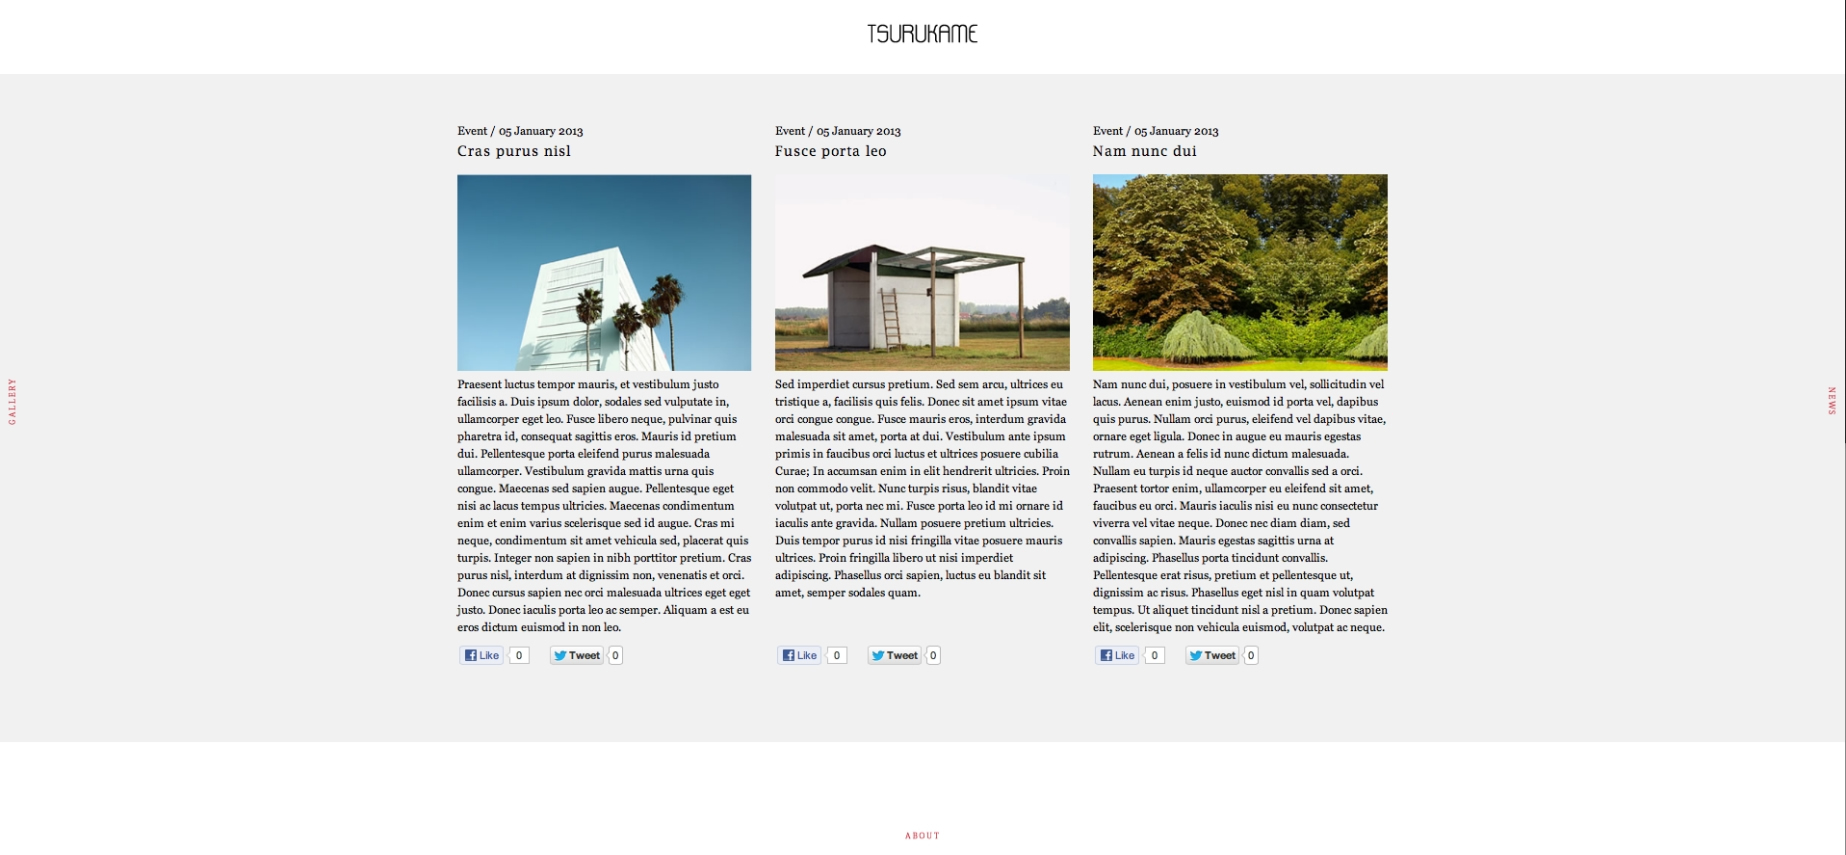 TSURUKAME
Event / 05 January 2013
Cras purus nisl
Praesent luctus tempor mauris, et vestibulum justo
facilisis a. Duis ipsum dolor, sodales sed vulputate in,
ullamcorper eget leo. Fusce libero neque, pulvinar quis
pharetra id, consequat sagittis eros. Mauris id pretium
dui. Pellentesque porta eleifend purus malesuada
ullamcorper. Vestibulum gravida mattis urna quis
congue. Maecenas sed sapien augue. Pellentesque eget
nisi ac lacus tempus ultricies. Maecenas condimentum
enim et enim varius scelerisque sed id augue. Cras mi
neque, condimentum sit amet vehicula sed, placerat quis
turpis. Integer non sapien in nibh porttitor pretium. Cras
purus nisl, interdum at dignissim non, venenatis et orci.
Donec cursus sapien nec orci malesuada ultrices eget eget
justo. Donec iaculis porta leo ac semper. Aliquam a est eu
eros dictum euismod in non leo.
Like 0 Tweet 0
Event / 05 January 2013
Fusce porta leo
Sed imperdiet cursus pretium. Sed sem arcu, ultrices eu
tristique a, facilisis quis felis. Donec sit amet ipsum vitae
orci congue congue. Fusce mauris eros, interdum gravida
malesuada sit amet, porta at dui. Vestibulum ante ipsum
primis in faucibus orci luctus et ultrices posuere cubilia
Curae; In accumsan enim in elit hendrerit ultricies. Proin
non commodo velit. Nunc turpis risus, blandit vitae
volutpat ut, porta nec mi. Fusce porta leo id mi ornare id
iaculis ante gravida. Nullam posuere pretium ultricies.
Duis tempor purus id nisi fringilla vitae posuere mauris
ultrices. Proin fringilla libero ut nisi imperdiet
adipiscing. Phasellus orci sapien, luctus eu blandit sit
amet, semper sodales quam.
Like 0 Tweet 0
Event / 05 January 2013
Nam nunc dui
Nam nunc dui, posuere in vestibulum vel, sollicitudin vel
lacus. Aenean enim justo, euismod id porta vel, dapibus
quis purus. Nullam orci purus, eleifend vel dapibus vitae,
ornare eget ligula. Donec in augue eu mauris egestas
rutrum. Aenean a felis id nunc dictum malesuada.
Nullam eu turpis id neque auctor convallis sed a orci.
Praesent tortor enim, ullamcorper eu eleifend sit amet,
faucibus eu orci. Mauris iaculis nisi eu nunc consectetur
viverra vel vitae neque. Donec nec diam diam, sed
convallis sapien. Mauris egestas sagittis urna at
adipiscing. Phasellus porta tincidunt convallis.
Pellentesque erat risus, pretium et pellentesque ut,
dignissim ac risus. Phasellus eget nisl in quam volutpat
tempus. Ut aliquet tincidunt nisl a pretium. Donec sapien
elit, scelerisque non vehicula euismod, volutpat ac neque.
Like 0 Tweet 0
GALLERY
NEWS
ABOUT